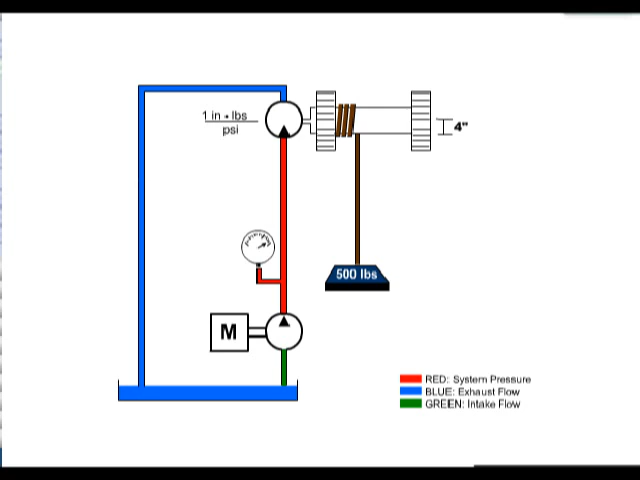 1 in • lbs
psi
4"
500 lbs
M
RED: System Pressure
BLUE: Exhaust Flow
GREEN: Intake Flow